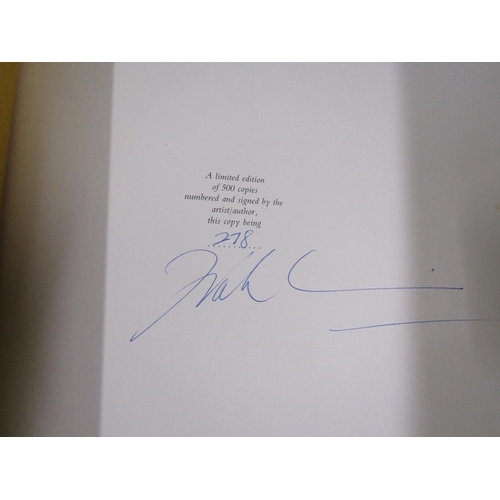 A limited edition
of 500 copies
numbered and signed by the
artist/author,
this copy being
278